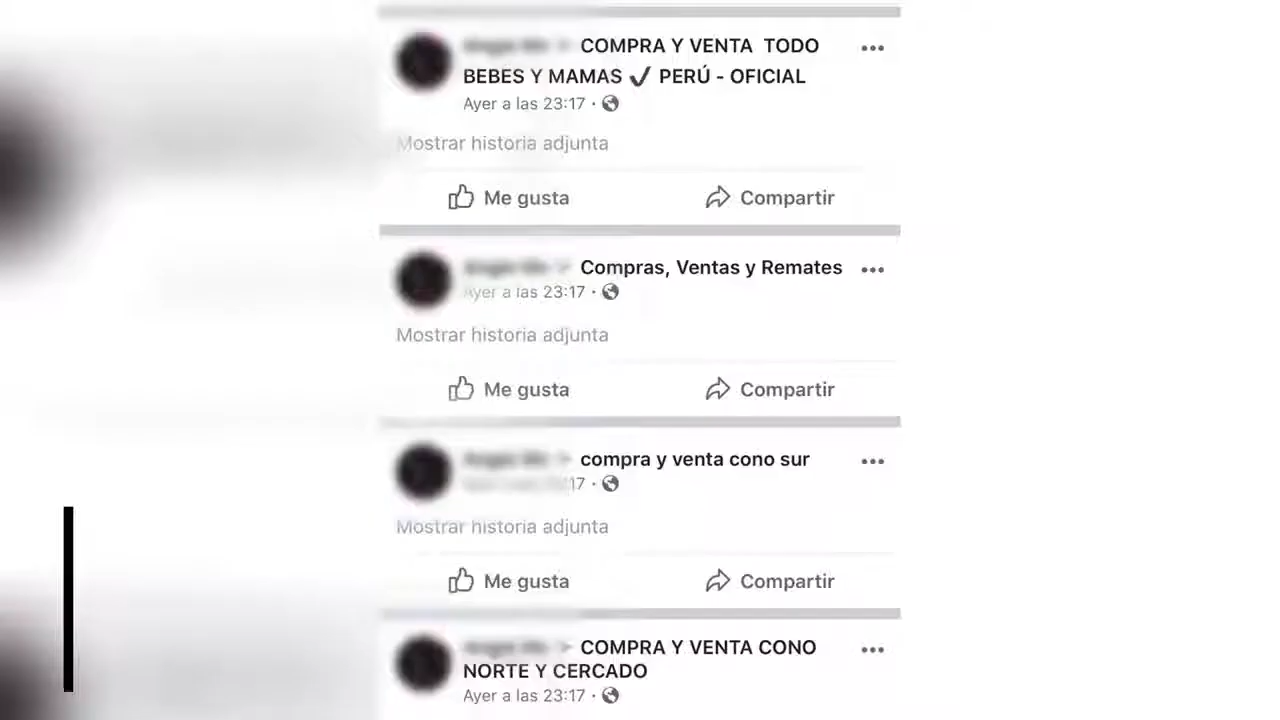 COMPRA Y VENTA TODO
BEBES Y MAMAS ✓ PERÚ - OFICIAL
Ayer a las 23:17 ·
Mostrar historia adjunta
Me gusta Compartir
Compras, Ventas y Remates
Ayer a las 23:17 ·
Mostrar historia adjunta
Me gusta Compartir
compra y venta cono sur
17 ·
Mostrar historia adjunta
Me gusta Compartir
COMPRA Y VENTA CONO
NORTE Y CERCADO
Ayer a las 23:17 ·